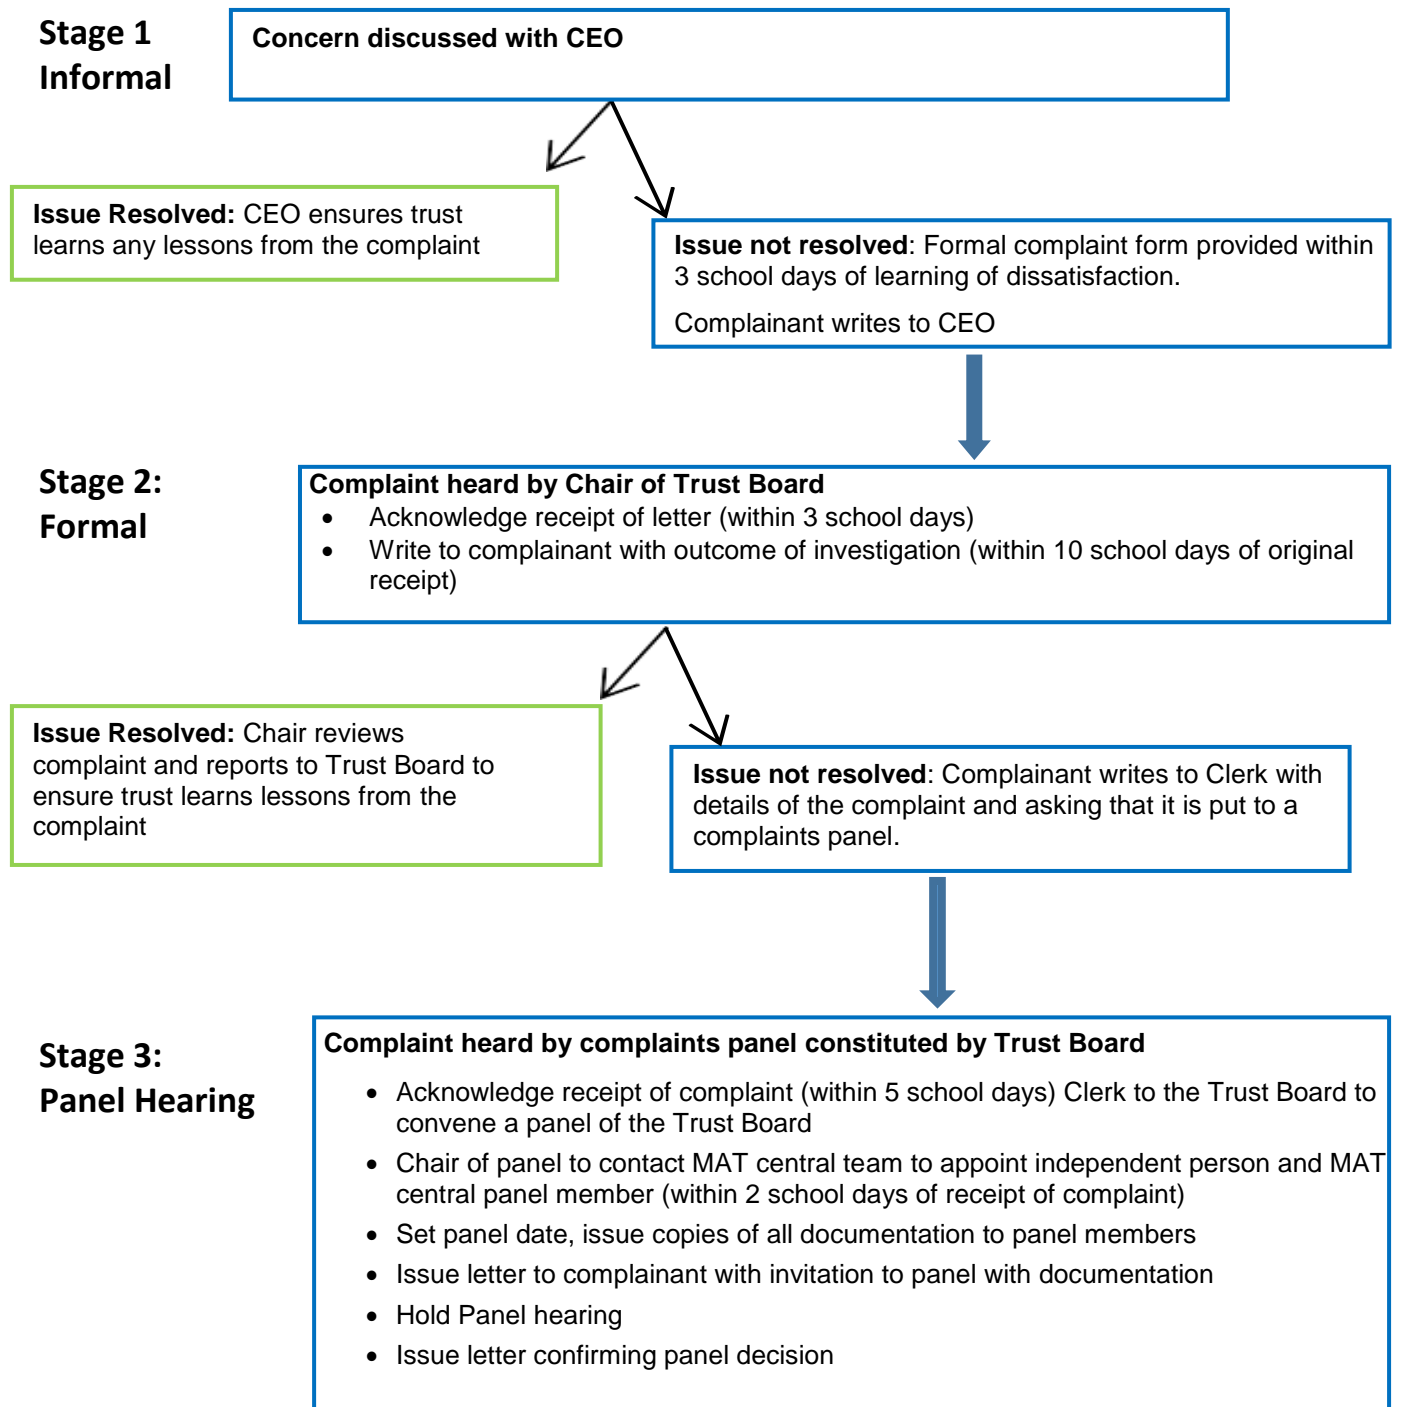 Stage 1
Informal
Concern discussed with CEO
Issue Resolved: CEO ensures trust
learns any lessons from the complaint
Issue not resolved: Formal complaint form provided within
3 school days of learning of dissatisfaction.
Complainant writes to CEO
Stage 2:
Formal
Complaint heard by Chair of Trust Board
• Acknowledge receipt of letter (within 3 school days)
• Write to complainant with outcome of investigation (within 10 school days of original
receipt)
Issue Resolved: Chair reviews
complaint and reports to Trust Board to
ensure trust learns lessons from the
complaint
Issue not resolved: Complainant writes to Clerk with
details of the complaint and asking that it is put to a
complaints panel.
Stage 3:
Panel Hearing
Complaint heard by complaints panel constituted by Trust Board
• Acknowledge receipt of complaint (within 5 school days) Clerk to the Trust Board to
convene a panel of the Trust Board
• Chair of panel to contact MAT central team to appoint independent person and MAT
central panel member (within 2 school days of receipt of complaint)
• Set panel date, issue copies of all documentation to panel members
• Issue letter to complainant with invitation to panel with documentation
• Hold Panel hearing
• Issue letter confirming panel decision